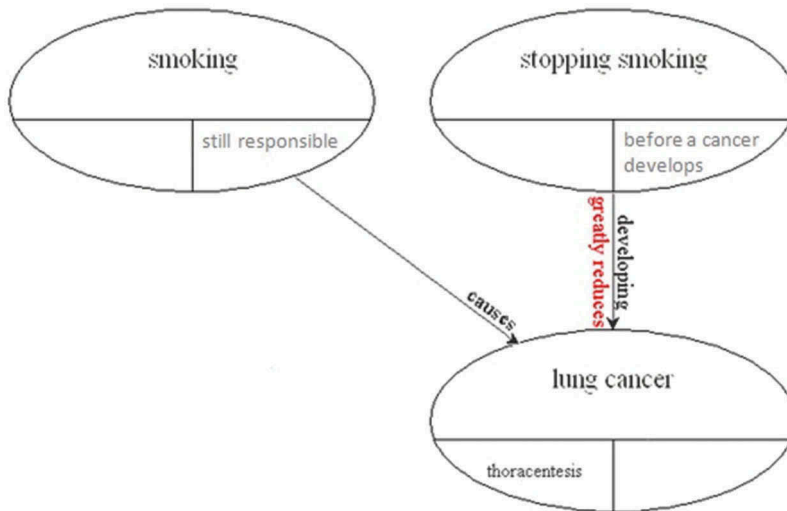 smoking
still responsible
stopping smoking
before a cancer
develops
causes
greatly reduces
developing
lung cancer
thoracentesis